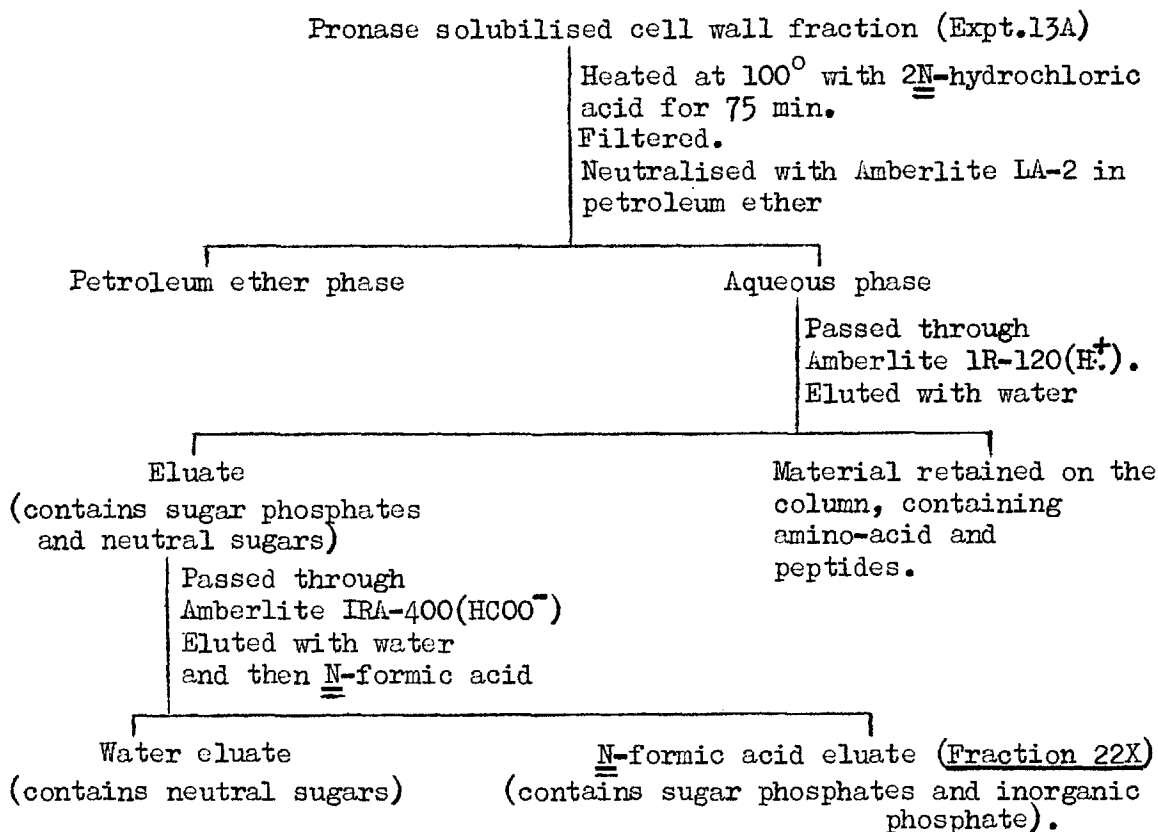 Pronase solubilised cell wall fraction (Expt.13A)
Heated at 100° with 2N-hydrochloric
acid for 75 min.
Filtered.
Neutralised with Amberlite LA-2 in
petroleum ether
Petroleum ether phase
Aqueous phase
Passed through
Amberlite 1R-120(H⁺).
Eluted with water
Eluate
(contains sugar phosphates
and neutral sugars)
Material retained on the
column, containing
amino-acid and
peptides.
Passed through
Amberlite IRA-400(HCOO⁻)
Eluted with water
and then N-formic acid
Water eluate
(contains neutral sugars)
N-formic acid eluate (Fraction 22X)
(contains sugar phosphates and inorganic
phosphate).